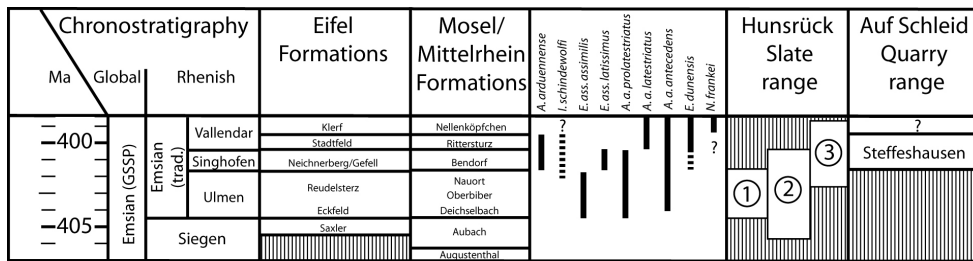 Chronostratigraphy
Ma
Global
Rhenish
Eifel
Formations
Mosel/
Mittelrhein
Formations
A. arduennense
I. schindewolfi
E. ass. assimilis
E. ass. latissimus
A. a. prolatestriatus
A. a. latestriatus
A. a. antecedens
E. dunensis
N. frankei
Hunsrück
Slate
range
Auf Schleid
Quarry
range
400
405
Emsian (GSSP)
Emsian
(trad.)
Vallendar
Singhofen
Ulmen
Siegen
Klerf
Stadtfeld
Neichnerberg/Gefell
Reudelsterz
Eckfeld
Saxler
Nellenköpfchen
Rittersturz
Bendorf
Nauort
Oberbiber
Deichselbach
Aubach
Augustenthal
?
?
1
2
3
?
Steffeshausen